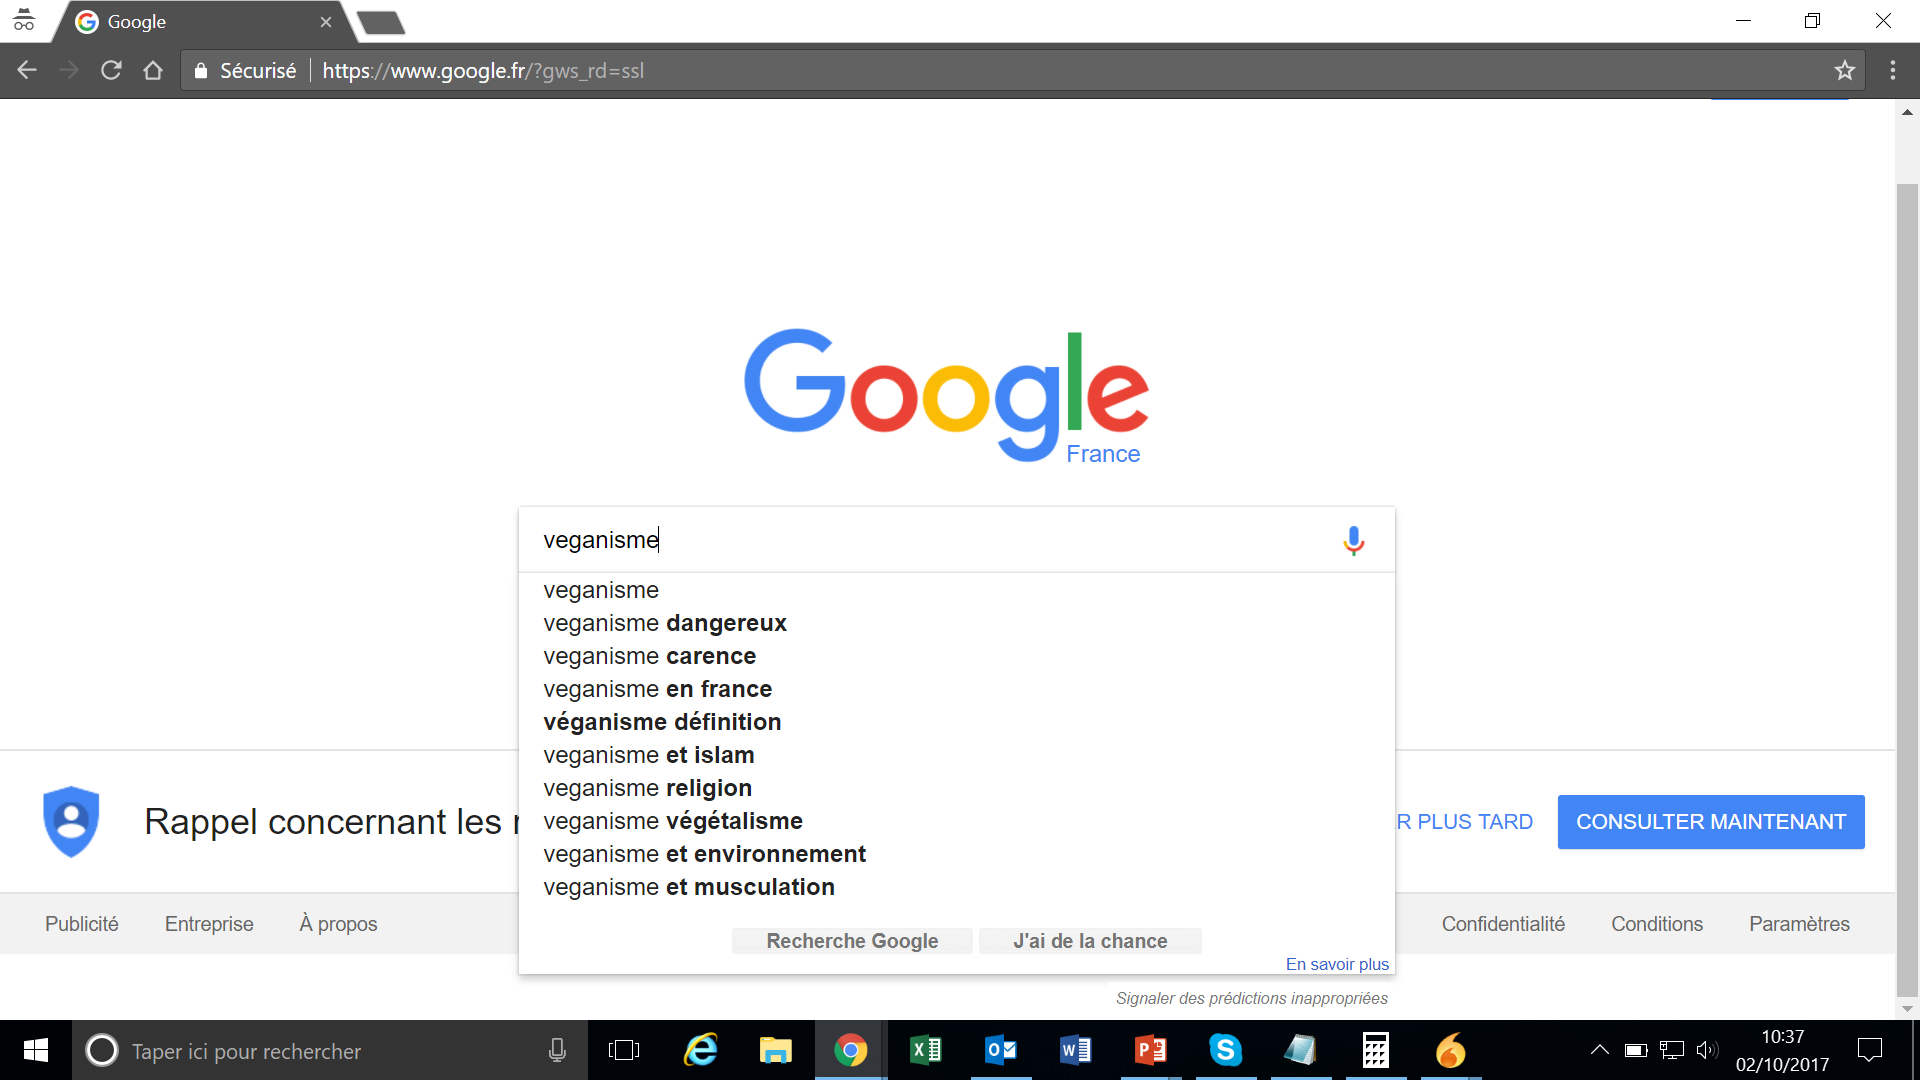 Google
Sécurisé
https://www.google.fr/?gws_rd=ssl
Google
France
veganisme
veganisme
veganisme dangereux
veganisme carence
veganisme en france
véganisme définition
veganisme et islam
veganisme religion
veganisme végétalisme
veganisme et environnement
veganisme et musculation
Recherche Google
J'ai de la chance
En savoir plus
Signaler des prédictions inappropriées
Rappel concernant les
R PLUS TARD
CONSULTER MAINTENANT
Publicité
Entreprise
À propos
Confidentialité
Conditions
Paramètres
Taper ici pour rechercher
10:37
02/10/2017